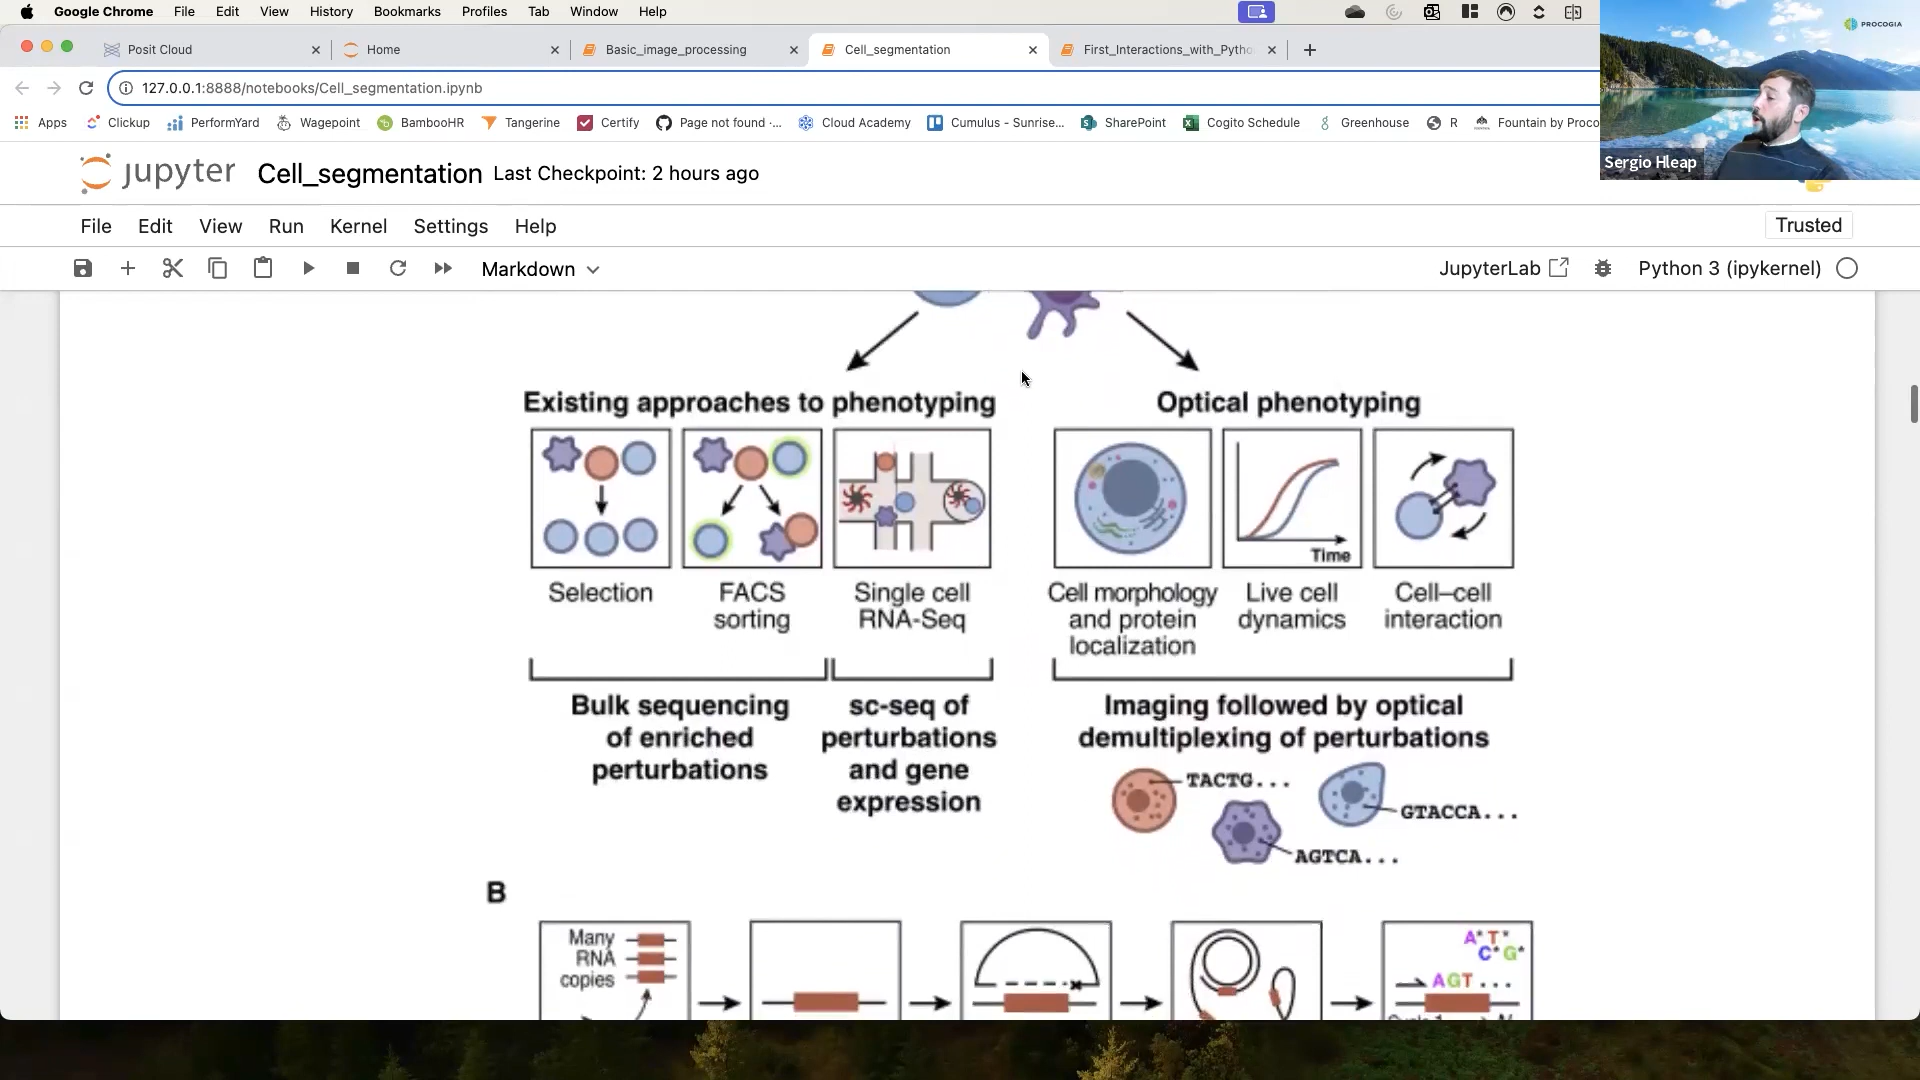 Google Chrome File Edit View History Bookmarks Profiles Tab Window Help
PROCOGIA
Posit Cloud Home Basic_image_processing Cell_segmentation First_Interactions_with_Pytho
127.0.0.1:8888/notebooks/Cell_segmentation.ipynb
Apps Clickup PerformYard Wagepoint BambooHR Tangerine Certify Page not found ·... Cloud Academy Cumulus - Sunrise... SharePoint Cogito Schedule Greenhouse R Fountain by Proco
Sergio Hleap
jupyter Cell_segmentation Last Checkpoint: 2 hours ago
File Edit View Run Kernel Settings Help Trusted
Markdown JupyterLab Python 3 (ipykernel)
Existing approaches to phenotyping
Selection
FACS
sorting
Single cell
RNA-Seq
Bulk sequencing
of enriched
perturbations
sc-seq of
perturbations
and gene
expression
Optical phenotyping
Time
Cell morphology
and protein
localization
Live cell
dynamics
Cell–cell
interaction
Imaging followed by optical
demultiplexing of perturbations
TACTG...
GTACCA...
AGTCA...
B
Many
RNA
copies
A* T*
C* G*
AGT...